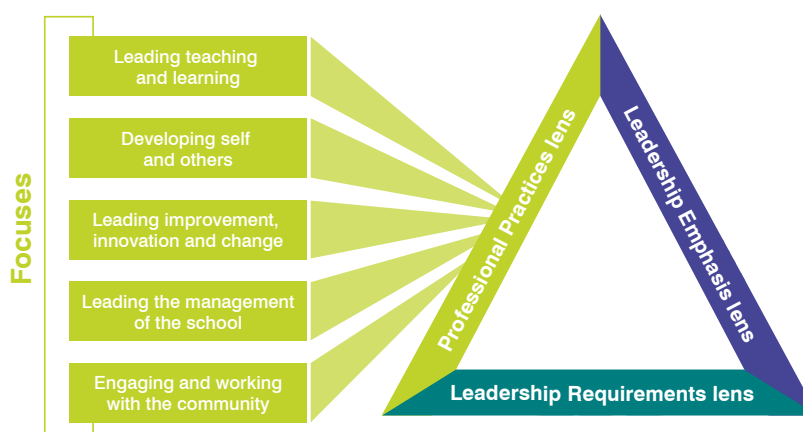 Focuses
Leading teaching
and learning
Developing self
and others
Leading improvement,
innovation and change
Leading the management
of the school
Engaging and working
with the community
Professional Practices lens
Leadership Emphasis lens
Leadership Requirements lens